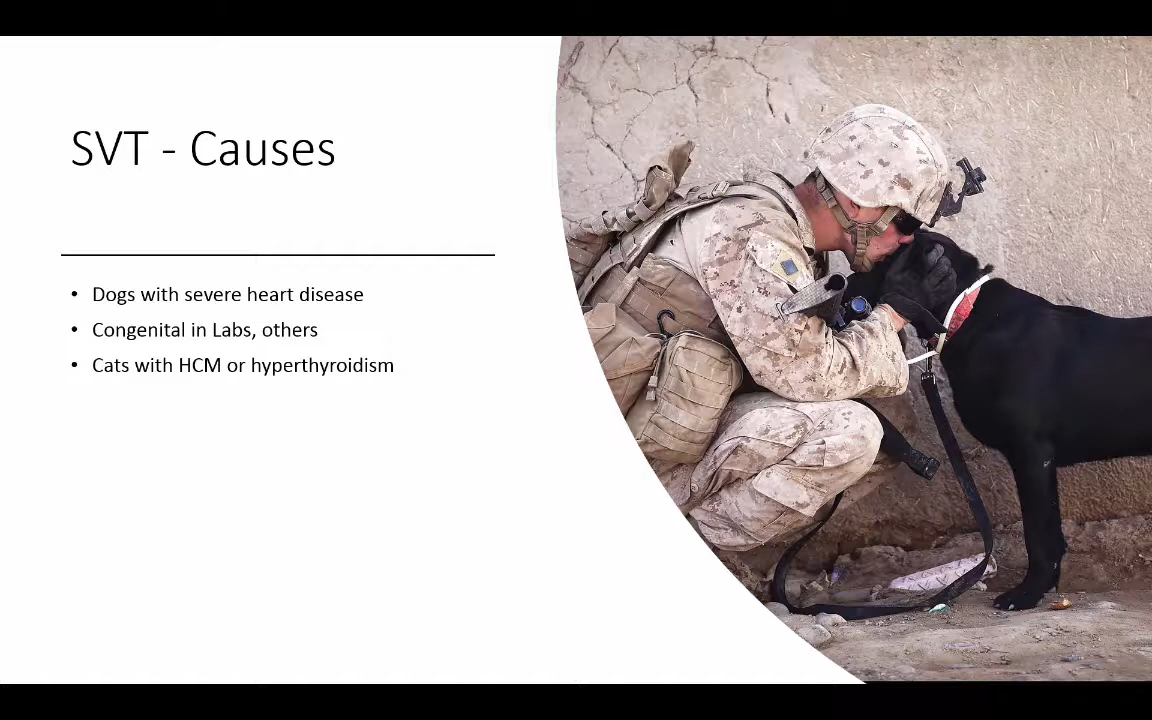 SVT - Causes
• Dogs with severe heart disease
• Congenital in Labs, others
• Cats with HCM or hyperthyroidism